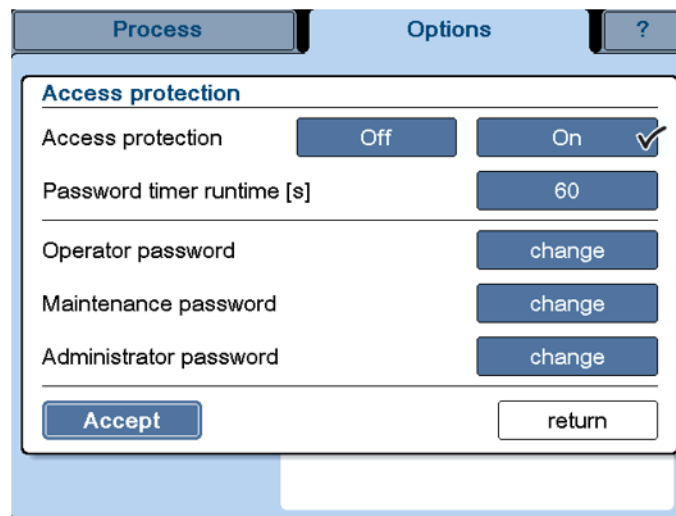 Process Options ?
Access protection
Access protection Off On
Password timer runtime [s] 60
Operator password change
Maintenance password change
Administrator password change
Accept return